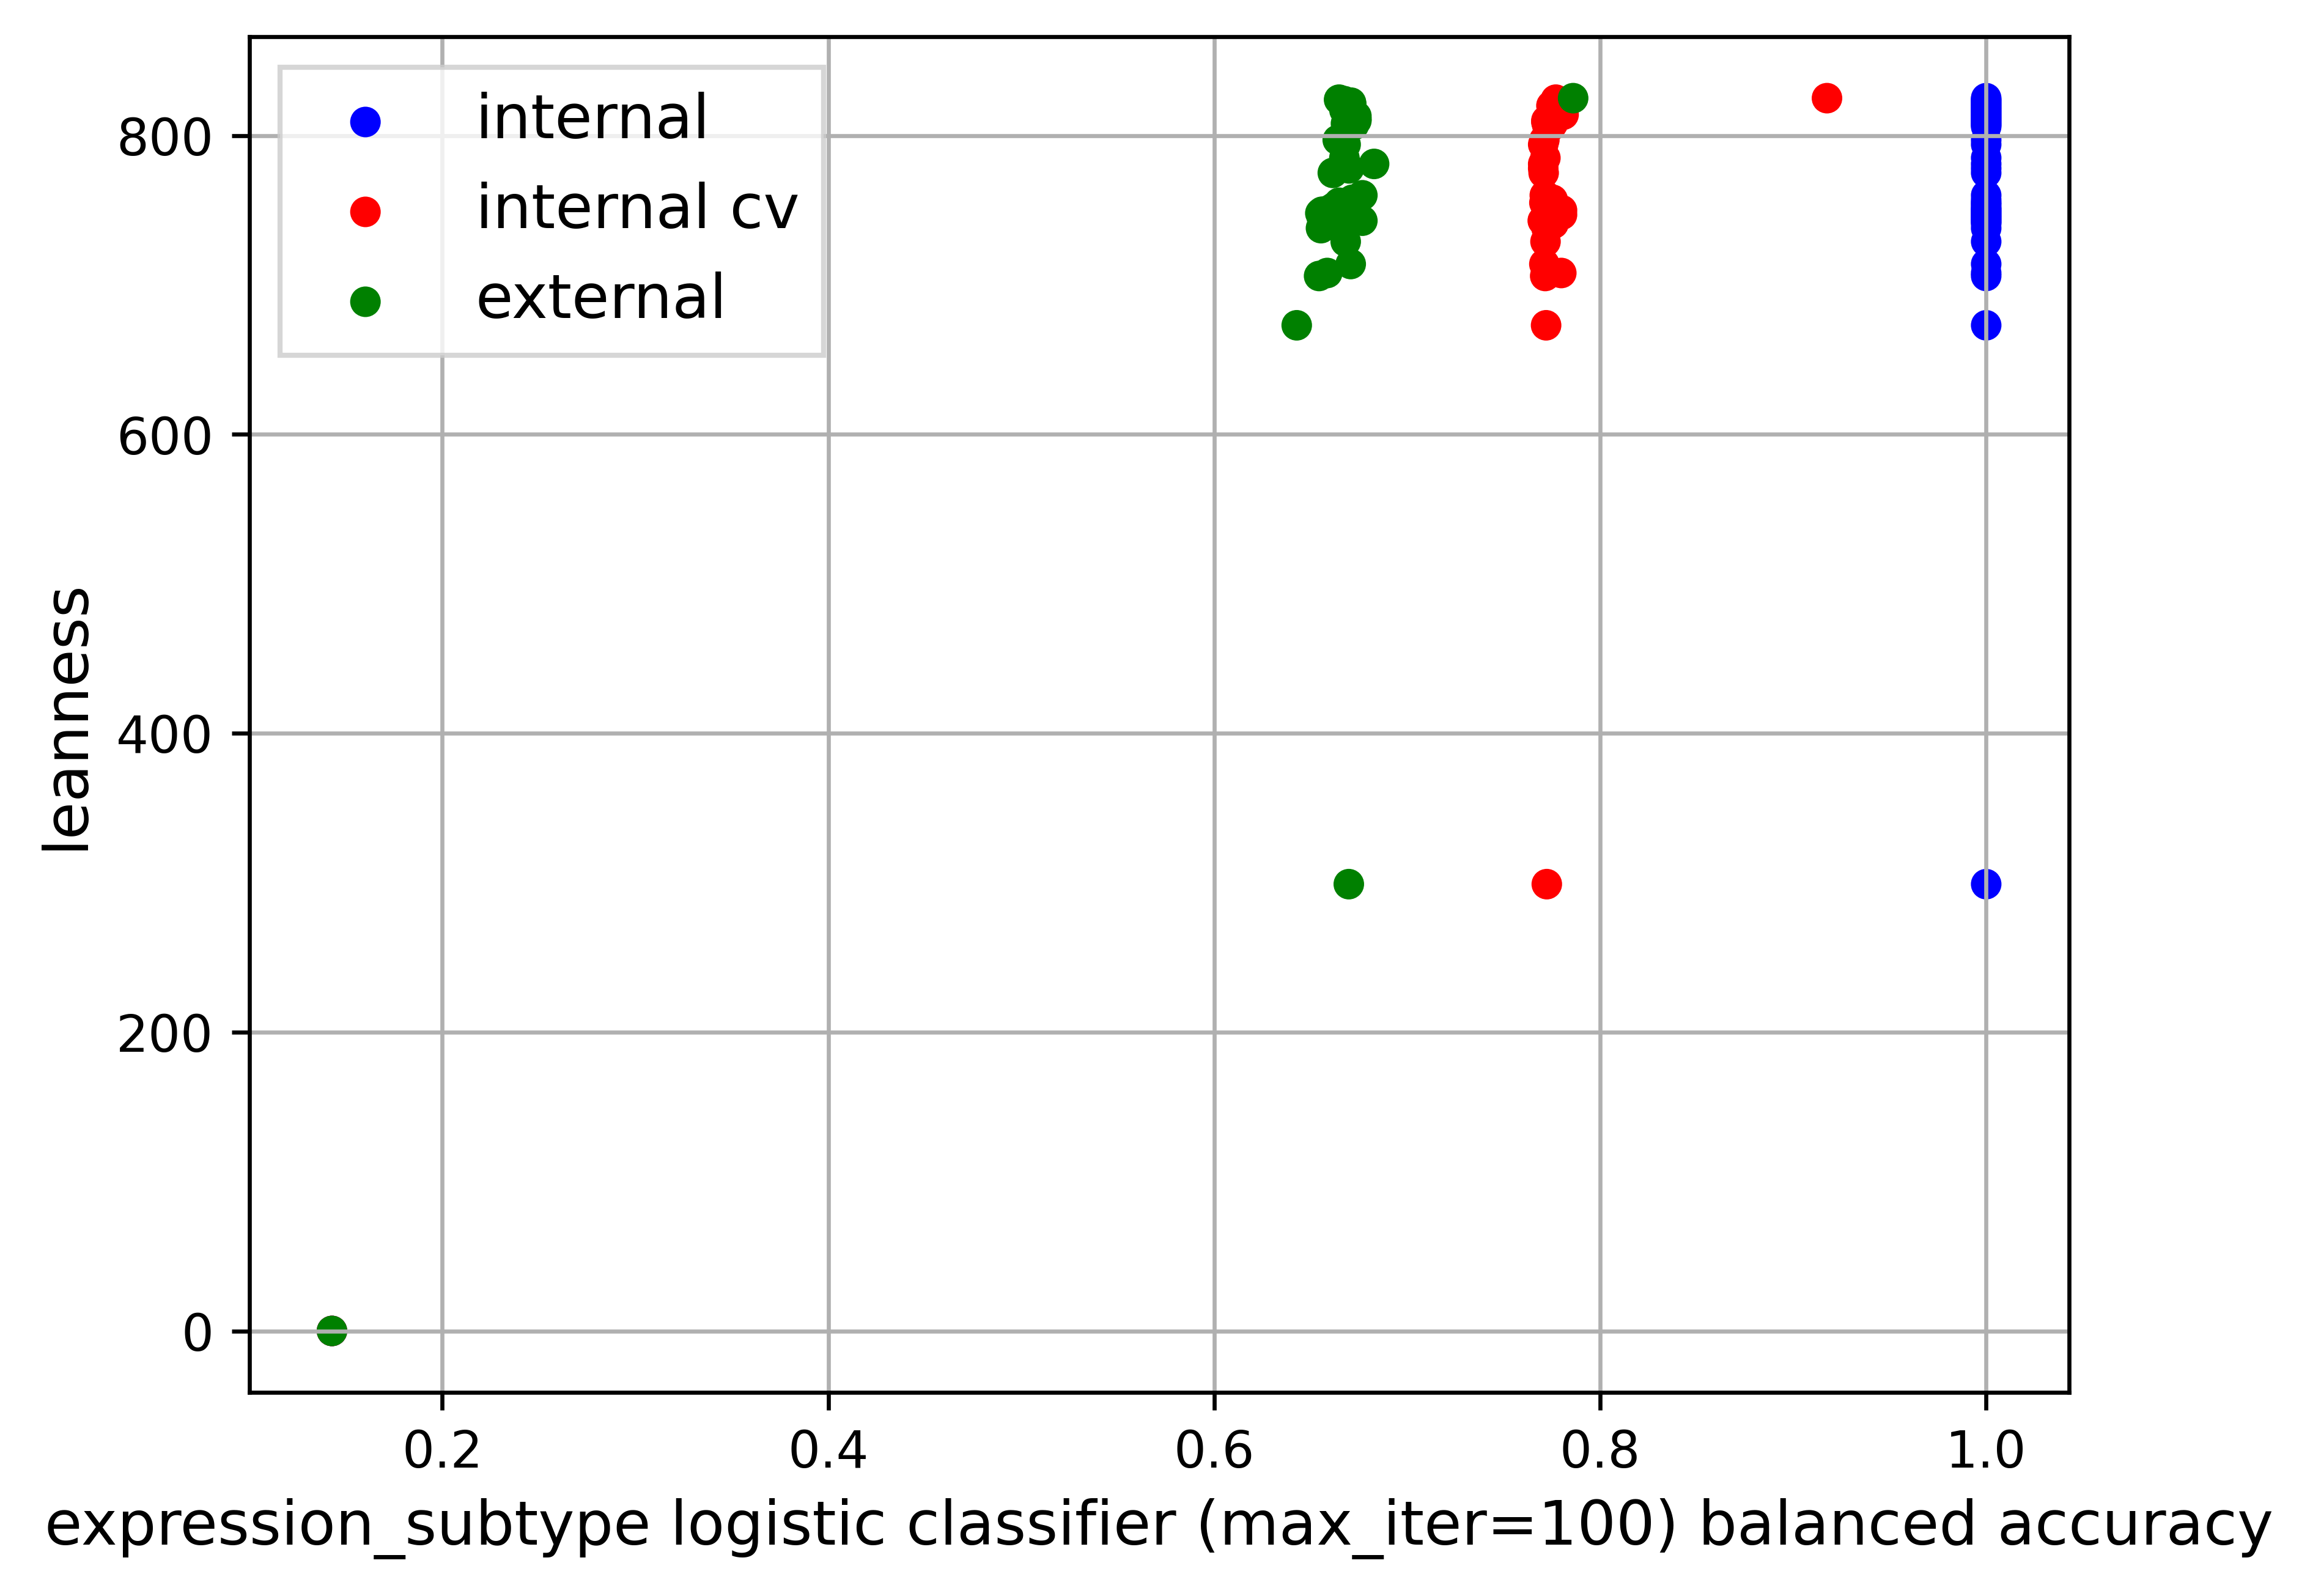 internal
internal cv
external
800
600
400
200
0
leanness
0.2 0.4 0.6 0.8 1.0
expression_subtype logistic classifier (max_iter=100) balanced accuracy